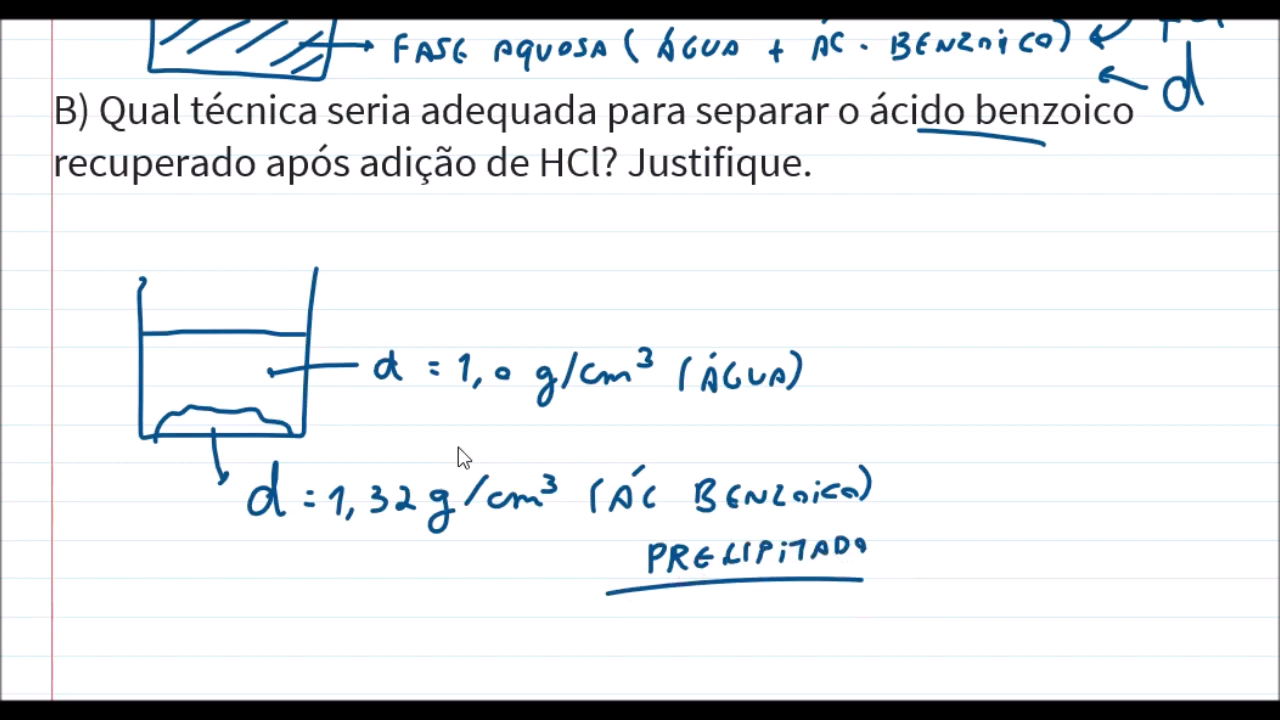 FASE AQUOSA ( ÁGUA + ÁC. BENZOICO )
d
B) Qual técnica seria adequada para separar o ácido benzoico
recuperado após adição de HCl? Justifique.
d = 1,0 g/cm³ (ÁGUA)
d = 1,32 g/cm³ (ÁC BENZOICO)
PRECIPITADO